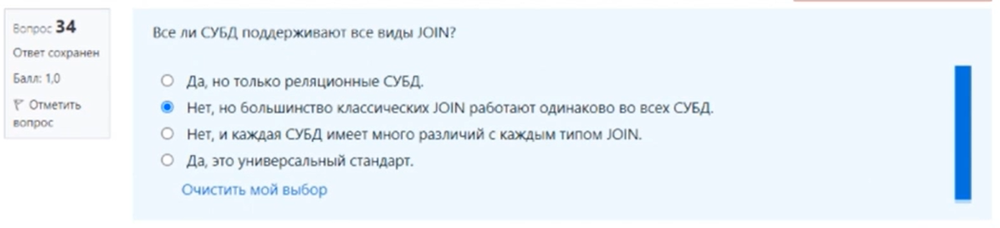 Вопрос 34
Ответ сохранен
Балл: 1,0
Отметить
вопрос
Все ли СУБД поддерживают все виды JOIN?
Да, но только реляционные СУБД.
Нет, но большинство классических JOIN работают одинаково во всех СУБД.
Нет, и каждая СУБД имеет много различий с каждым типом JOIN.
Да, это универсальный стандарт.
Очистить мой выбор